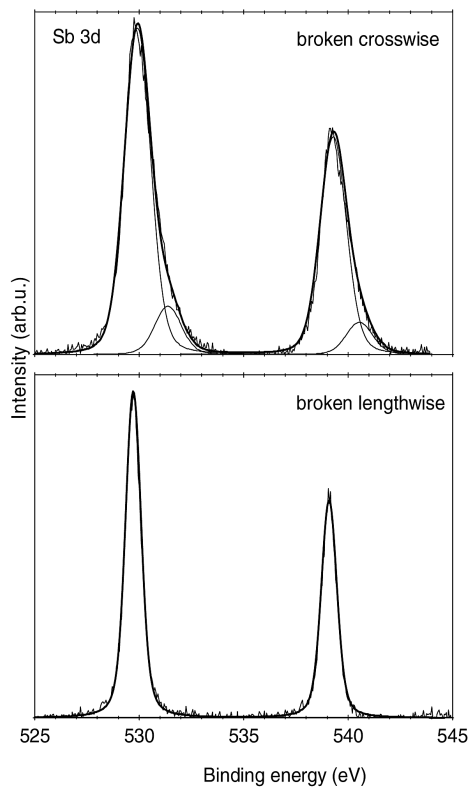 Sb 3d
broken crosswise
Intensity (arb.u.)
broken lengthwise
525 530 535 540 545
Binding energy (eV)